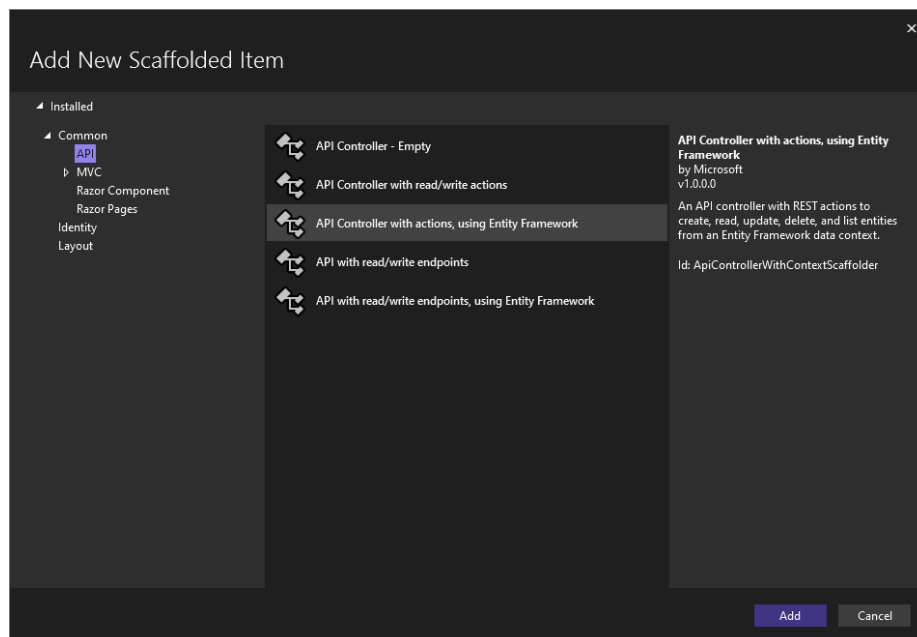 Add New Scaffolded Item
Installed
Common
API
MVC
Razor Component
Razor Pages
Identity
Layout
API Controller - Empty
API Controller with read/write actions
API Controller with actions, using Entity Framework
API with read/write endpoints
API with read/write endpoints, using Entity Framework
API Controller with actions, using Entity
Framework
by Microsoft
v1.0.0.0
An API controller with REST actions to
create, read, update, delete, and list entities
from an Entity Framework data context.
Id: ApiControllerWithContextScaffolder
Add
Cancel